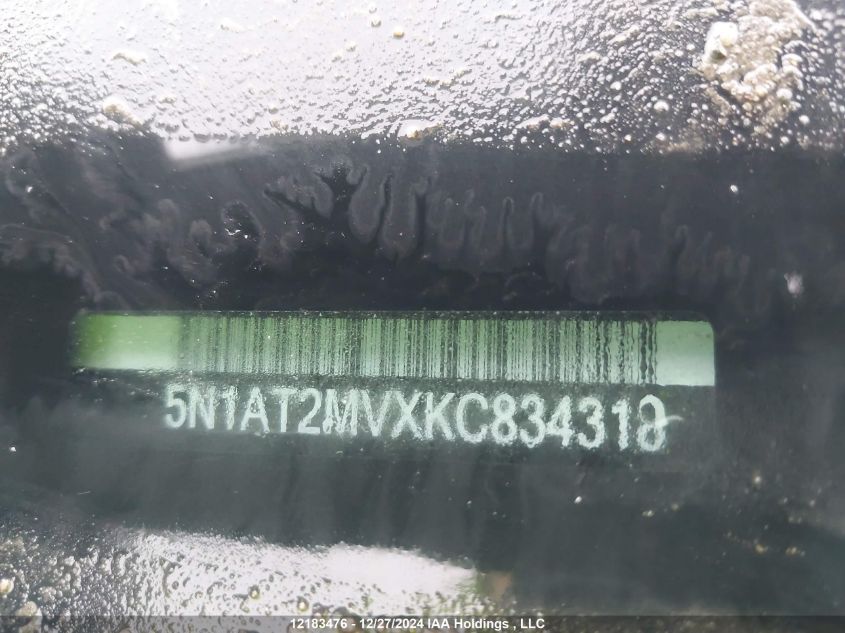 5N1AT2MVXKC834318
12183476 - 12/27/2024 IAA Holdings , LLC